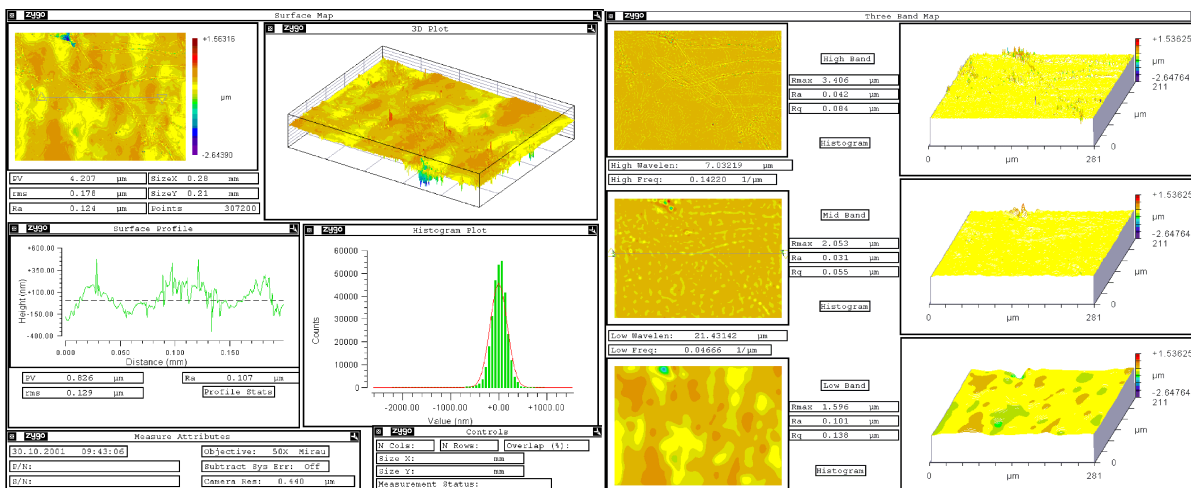 zygo Surface Map
zygo
+1.56316
µm
-2.64390
PV 4.207 µm SizeX 0.28 mm
rms 0.178 µm SizeY 0.21 mm
Ra 0.124 µm Points 307200
zygo 3D Plot
zygo Surface Profile
+600.00
+350.00
+100.00
-150.00
-400.00
Height (nm)
0.000 0.050 0.100 0.150
Distance (mm)
PV 0.826 µm Ra 0.107 µm
rms 0.129 µm Profile Stats
zygo Histogram Plot
60000
50000
40000
30000
20000
10000
0
Counts
-2000.00 -1000.00 +0.00 +1000.00
Value (nm)
zygo Measure Attributes
30.10.2001 09:43:06 Objective: 50X Mirau
P/N: Subtract Sys Err: Off
S/N: Camera Res: 0.440 µm
zygo Controls
N Cols: N Rows: Overlap (%):
Size X: mm
Size Y: mm
Measurement Status:
zygo Three Band Map
High Band
Rmax 3.406 µm
Ra 0.042 µm
Rq 0.084 µm
Histogram
High Wavelen: 7.03219 µm
High Freq: 0.14220 1/µm
+1.53625
µm
-2.64764
211
µm
0
0 µm 281
Mid Band
Rmax 2.053 µm
Ra 0.031 µm
Rq 0.055 µm
Histogram
Low Wavelen: 21.43142 µm
Low Freq: 0.04666 1/µm
+1.53625
µm
-2.64764
211
µm
0
0 µm 281
Low Band
Rmax 1.596 µm
Ra 0.101 µm
Rq 0.138 µm
Histogram
+1.53625
µm
-2.64764
211
µm
0
0 µm 281